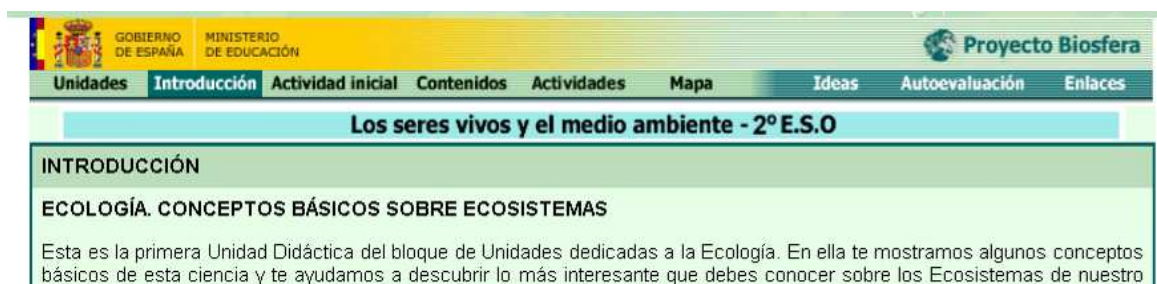 GOBIERNO DE ESPAÑA
MINISTERIO DE EDUCACIÓN
Proyecto Biosfera
Unidades Introducción Actividad inicial Contenidos Actividades Mapa Ideas Autoevaluación Enlaces
Los seres vivos y el medio ambiente - 2º E.S.O
INTRODUCCIÓN
ECOLOGÍA. CONCEPTOS BÁSICOS SOBRE ECOSISTEMAS
Esta es la primera Unidad Didáctica del bloque de Unidades dedicadas a la Ecología. En ella te mostramos algunos conceptos
básicos de esta ciencia y te ayudamos a descubrir lo más interesante que debes conocer sobre los Ecosistemas de nuestro